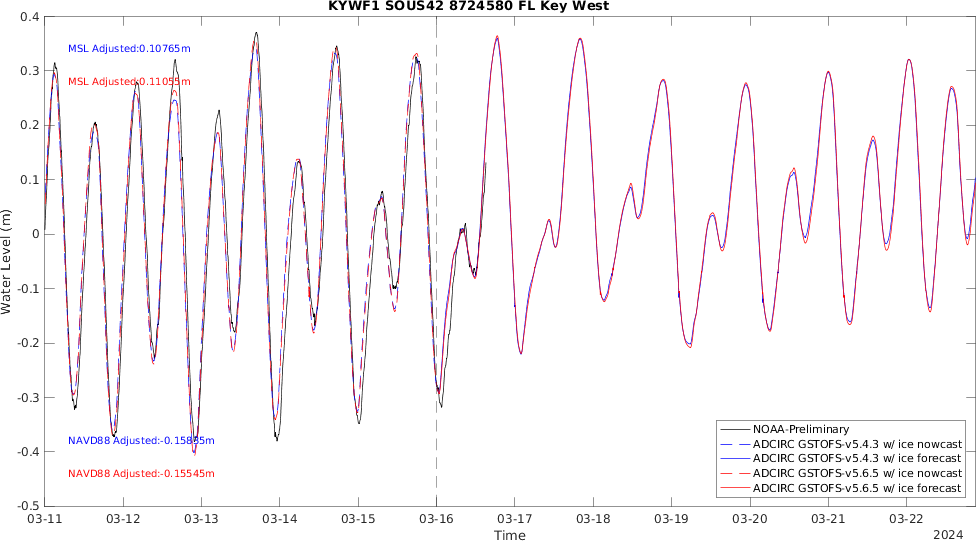 KYWF1 SOUS42 8724580 FL Key West
0.4
MSL Adjusted:0.10765m
0.3
MSL Adjusted:0.11055m
0.2
0.1
0
Water Level (m)
-0.1
-0.2
-0.3
NOAA-Preliminary
NAVD88 Adjusted:-0.15835m
ADCIRC GSTOFS-v5.4.3 w/ ice nowcast
-0.4
ADCIRC GSTOFS-v5.4.3 w/ ice forecast
NAVD88 Adjusted:-0.15545m
ADCIRC GSTOFS-v5.6.5 w/ ice nowcast
ADCIRC GSTOFS-v5.6.5 w/ ice forecast
-0.5
03-11 03-12 03-13 03-14 03-15 03-16 03-17 03-18 03-19 03-20 03-21 03-22
Time
2024